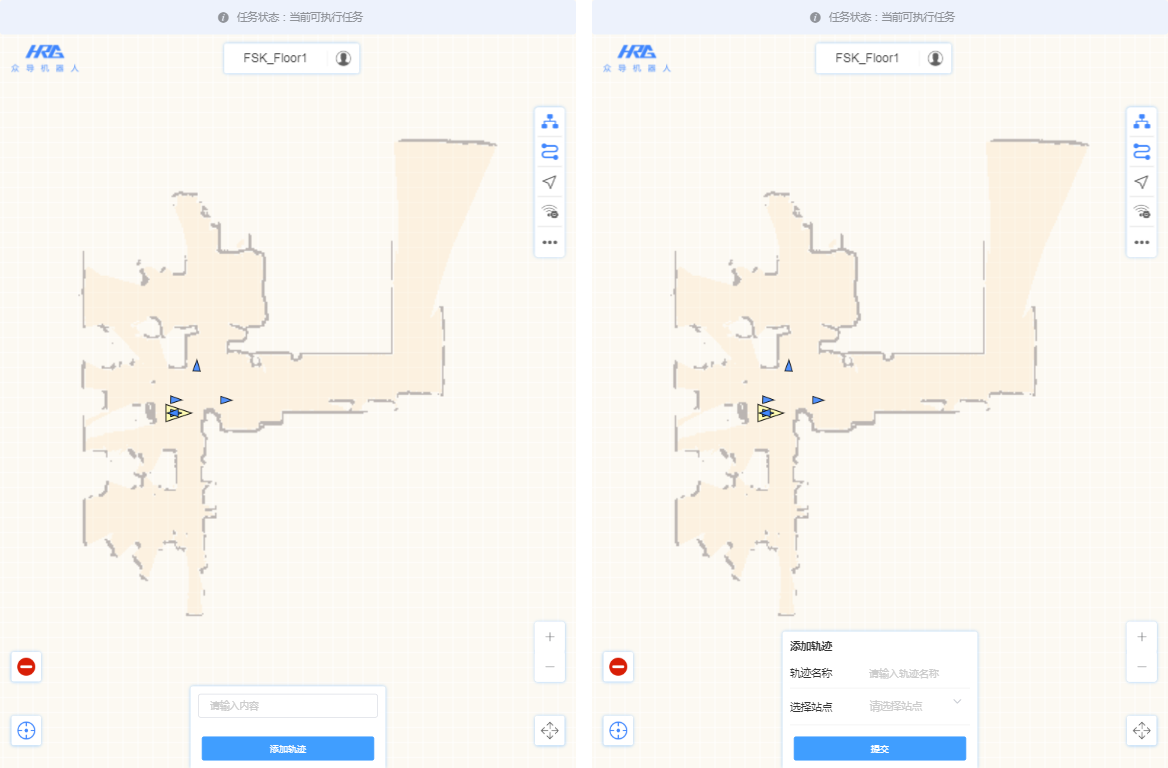 任务状态：当前可执行任务
HRG
众导机器人
FSK_Floor1
请输入内容
添加轨迹
任务状态：当前可执行任务
HRG
众导机器人
FSK_Floor1
添加轨迹
轨迹名称 请输入轨迹名称
选择站点 请选择站点
提交